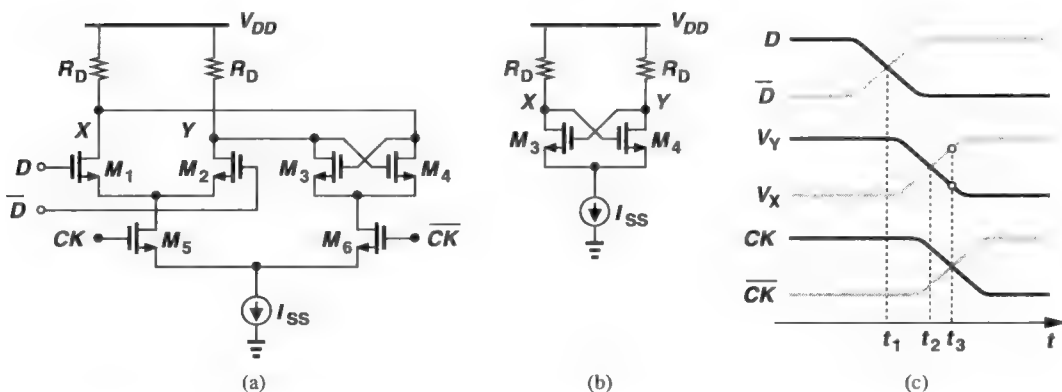 V_DD
R_D
R_D
X
Y
D
M_1
M_2
M_3
M_4
D̅
CK
M_5
M_6
C̅K̅
I_SS
(a)
V_DD
R_D
R_D
X
Y
M_3
M_4
I_SS
(b)
D
D̅
V_Y
V_X
CK
C̅K̅
t_1
t_2
t_3
t
(c)